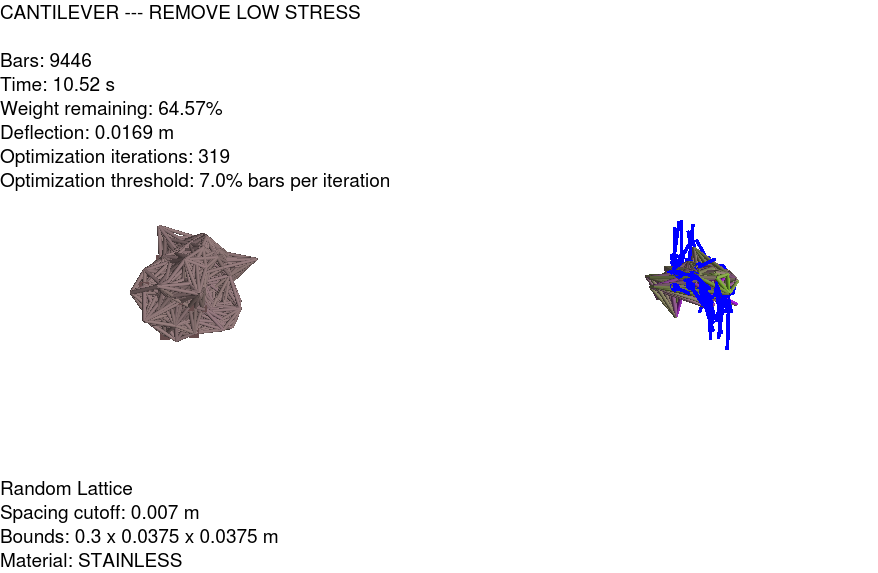 CANTILEVER --- REMOVE LOW STRESS
Bars: 9446
Time: 10.52 s
Weight remaining: 64.57%
Deflection: 0.0169 m
Optimization iterations: 319
Optimization threshold: 7.0% bars per iteration
Random Lattice
Spacing cutoff: 0.007 m
Bounds: 0.3 x 0.0375 x 0.0375 m
Material: STAINLESS